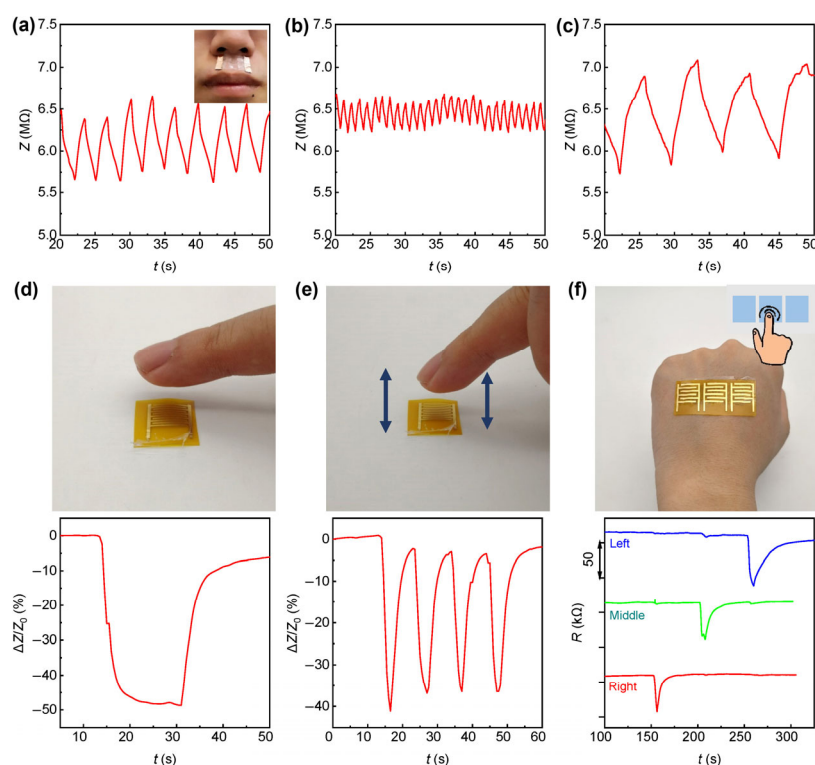 (a)
7.5
7.0
6.5
6.0
5.5
5.0
Z (MΩ)
20 25 30 35 40 45 50
t (s)
(b)
7.5
7.0
6.5
6.0
5.5
5.0
Z (MΩ)
20 25 30 35 40 45 50
t (s)
(c)
7.5
7.0
6.5
6.0
5.5
5.0
Z (MΩ)
20 25 30 35 40 45 50
t (s)
(d)
0
−10
−20
−30
−40
−50
ΔZ/Z₀ (%)
10 20 30 40 50
t (s)
(e)
0
−10
−20
−30
−40
ΔZ/Z₀ (%)
0 10 20 30 40 50 60
t (s)
(f)
50
R (kΩ)
Left
Middle
Right
100 150 200 250 300
t (s)